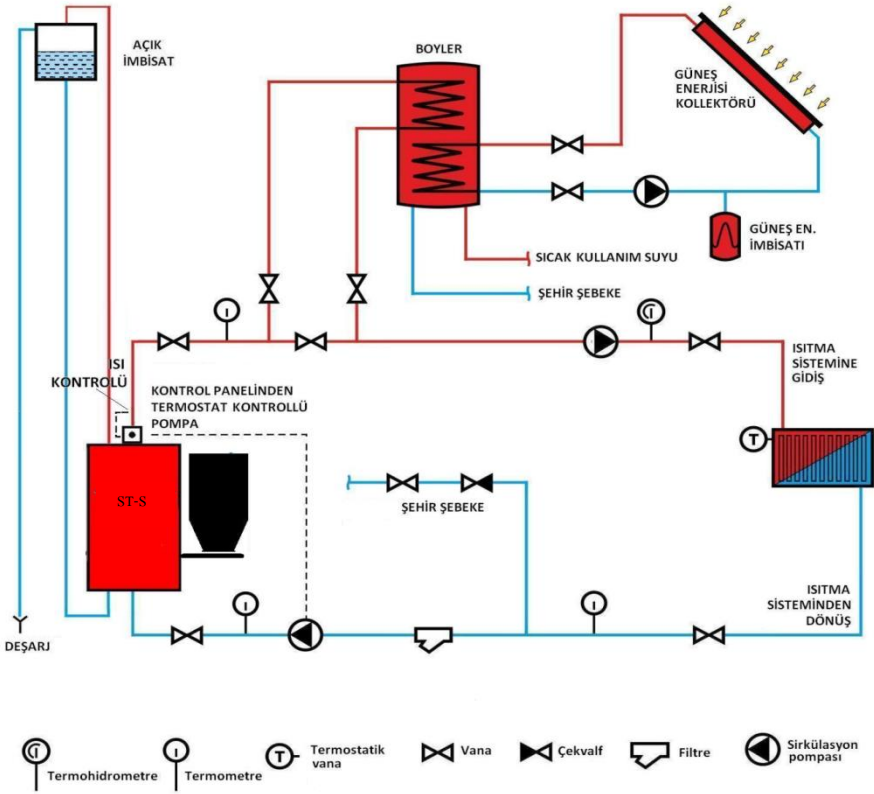 AÇIK
İMBİSAT
BOYLER
GÜNEŞ
ENERJİSİ
KOLLEKTÖRÜ
GÜNEŞ EN.
İMBİSATI
SICAK KULLANIM SUYU
ŞEHİR ŞEBEKE
ISI
KONTROLÜ
KONTROL PANELİNDEN
TERMOSTAT KONTROLLÜ
POMPA
ISITMA
SİSTEMİNE
GİDİŞ
T
ST-S
ŞEHİR ŞEBEKE
ISITMA
SİSTEMİNDEN
DÖNÜŞ
DEŞARJ
Termohidrometre
Termometre
T
Termostatik
vana
Vana
Çekvalf
Filtre
Sirkülasyon
pompası